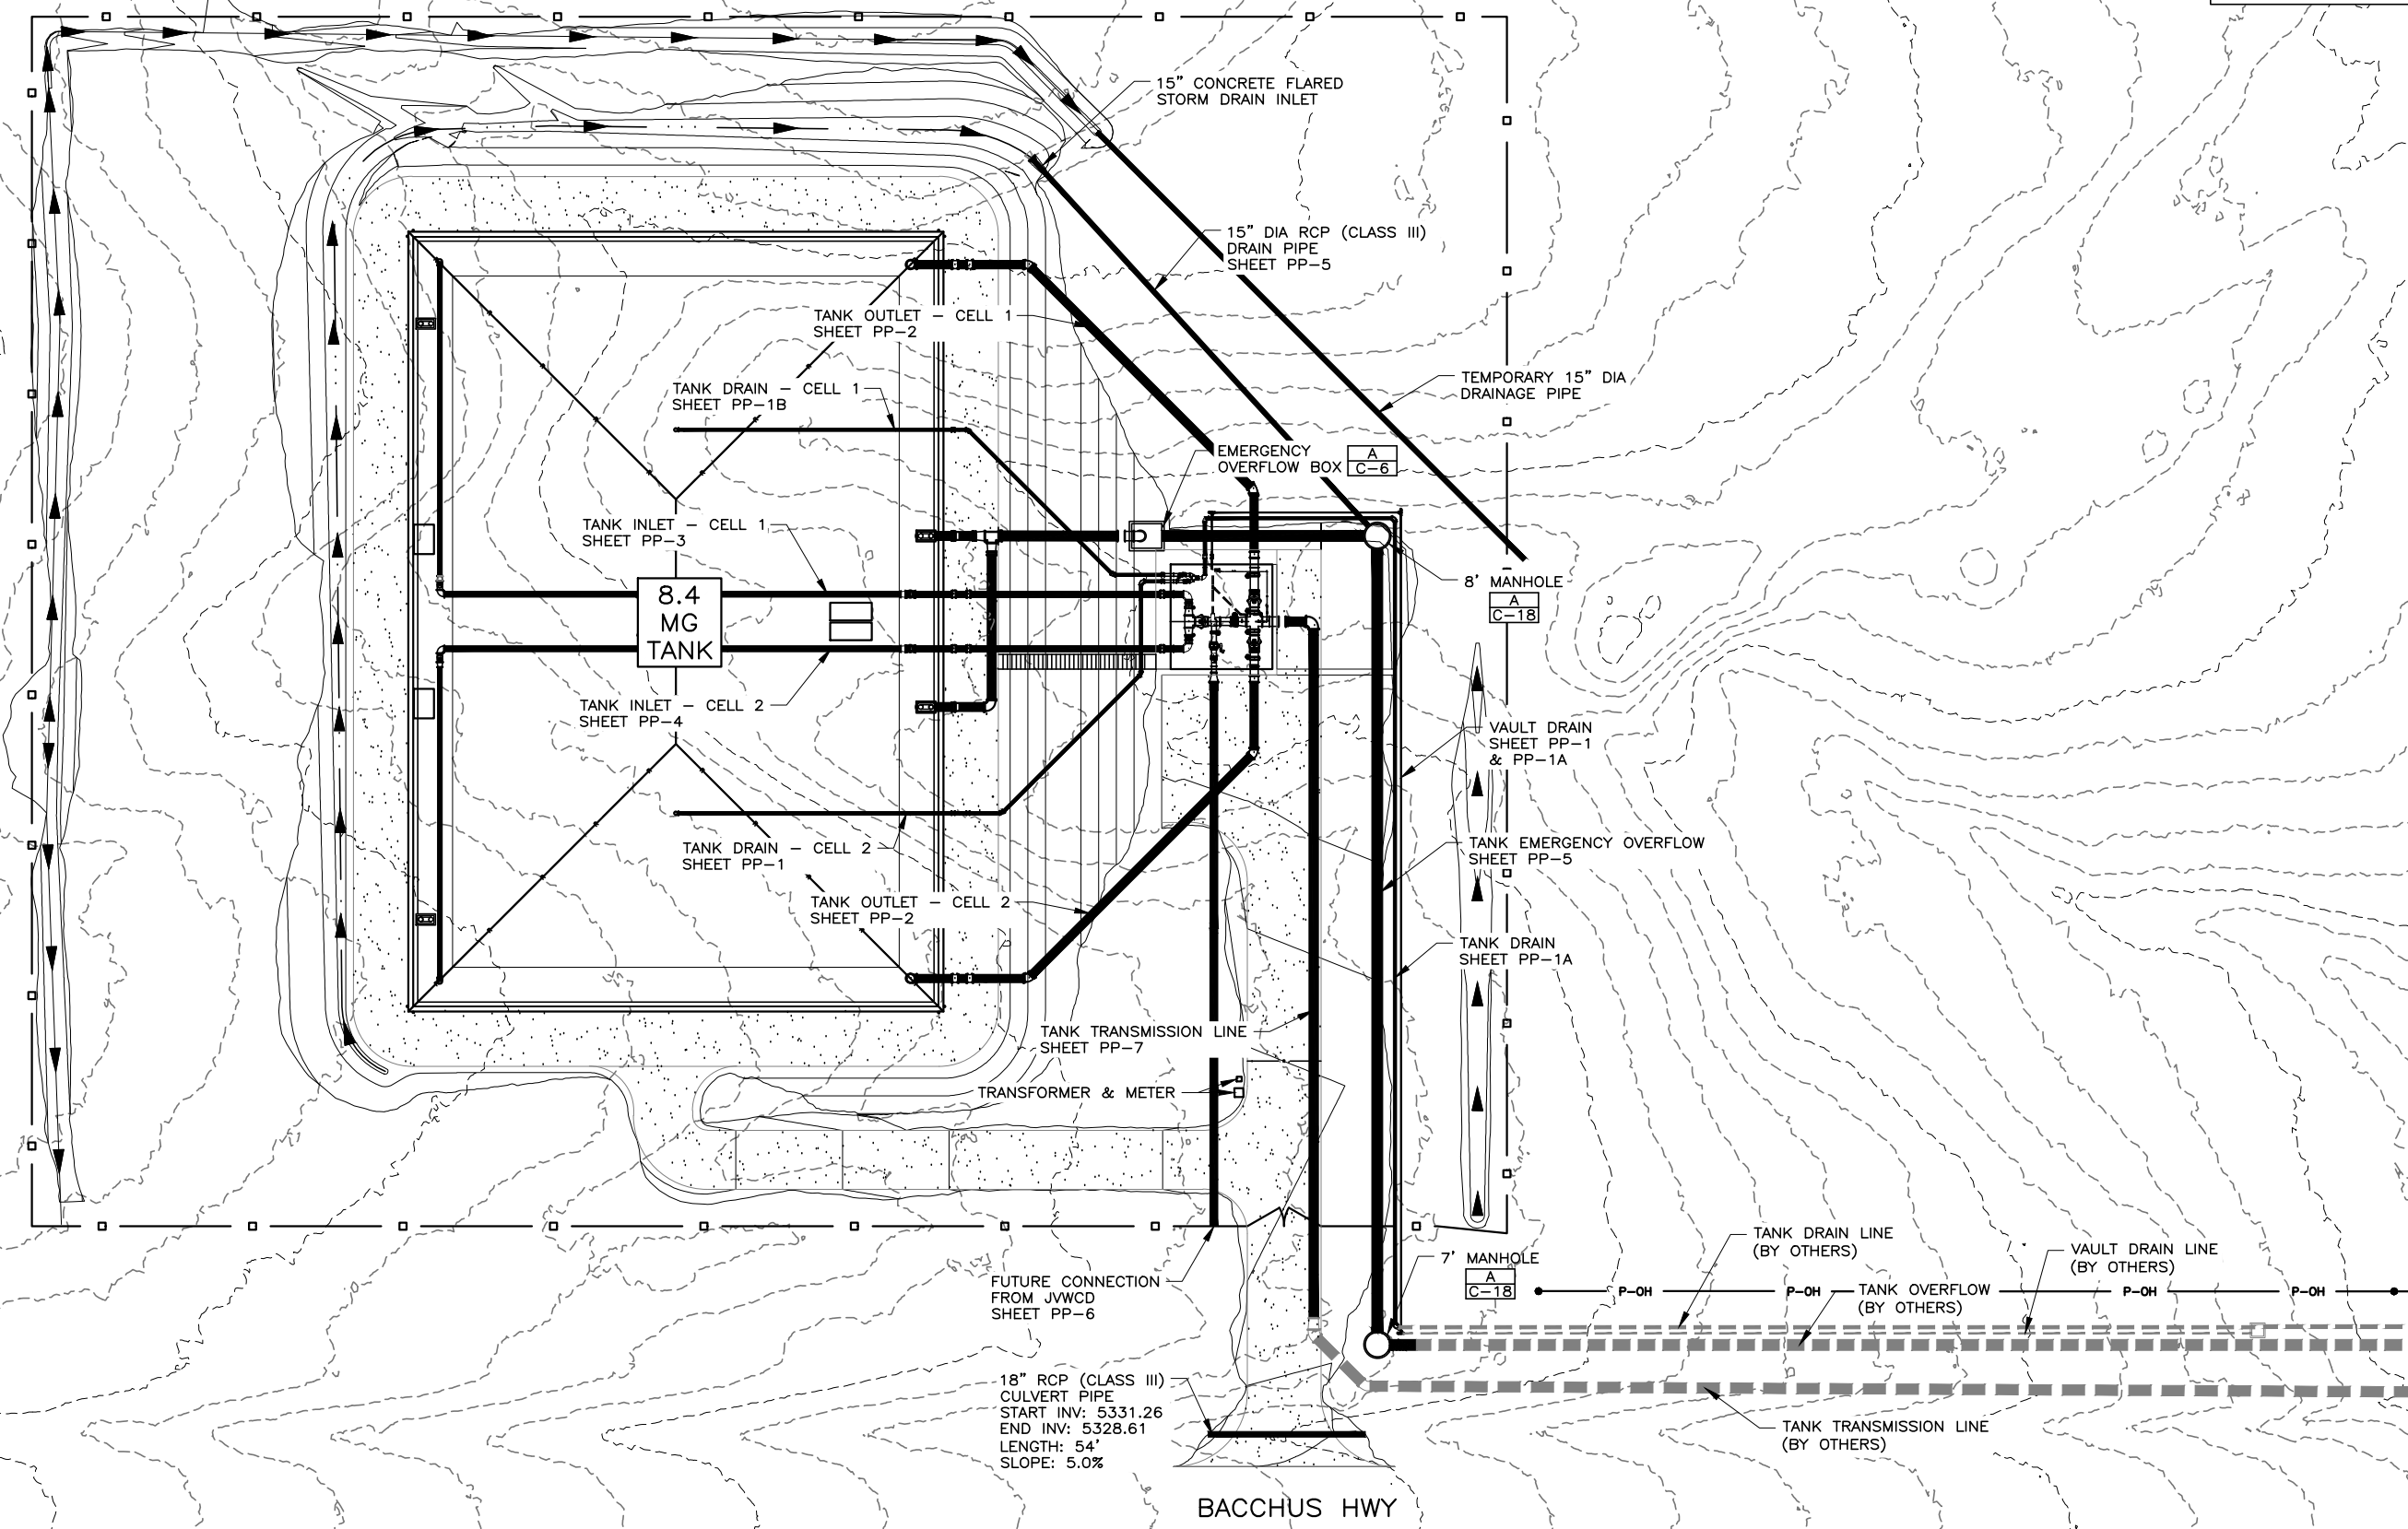 15" CONCRETE FLARED
STORM DRAIN INLET
15" DIA RCP (CLASS III)
DRAIN PIPE
SHEET PP-5
TANK OUTLET - CELL 1
SHEET PP-2
TANK DRAIN - CELL 1
SHEET PP-1B
TEMPORARY 15" DIA
DRAINAGE PIPE
EMERGENCY
OVERFLOW BOX
A
C-6
TANK INLET - CELL 1
SHEET PP-3
8.4
MG
TANK
8' MANHOLE
A
C-18
TANK INLET - CELL 2
SHEET PP-4
VAULT DRAIN
SHEET PP-1
& PP-1A
TANK DRAIN - CELL 2
SHEET PP-1
TANK EMERGENCY OVERFLOW
SHEET PP-5
TANK OUTLET - CELL 2
SHEET PP-2
TANK DRAIN
SHEET PP-1A
TANK TRANSMISSION LINE
SHEET PP-7
TRANSFORMER & METER
FUTURE CONNECTION
FROM JVWCD
SHEET PP-6
7' MANHOLE
A
C-18
TANK DRAIN LINE
(BY OTHERS)
VAULT DRAIN LINE
(BY OTHERS)
P-OH
P-OH
P-OH
P-OH
TANK OVERFLOW
(BY OTHERS)
18" RCP (CLASS III)
CULVERT PIPE
START INV: 5331.26
END INV: 5328.61
LENGTH: 54'
SLOPE: 5.0%
TANK TRANSMISSION LINE
(BY OTHERS)
BACCHUS HWY